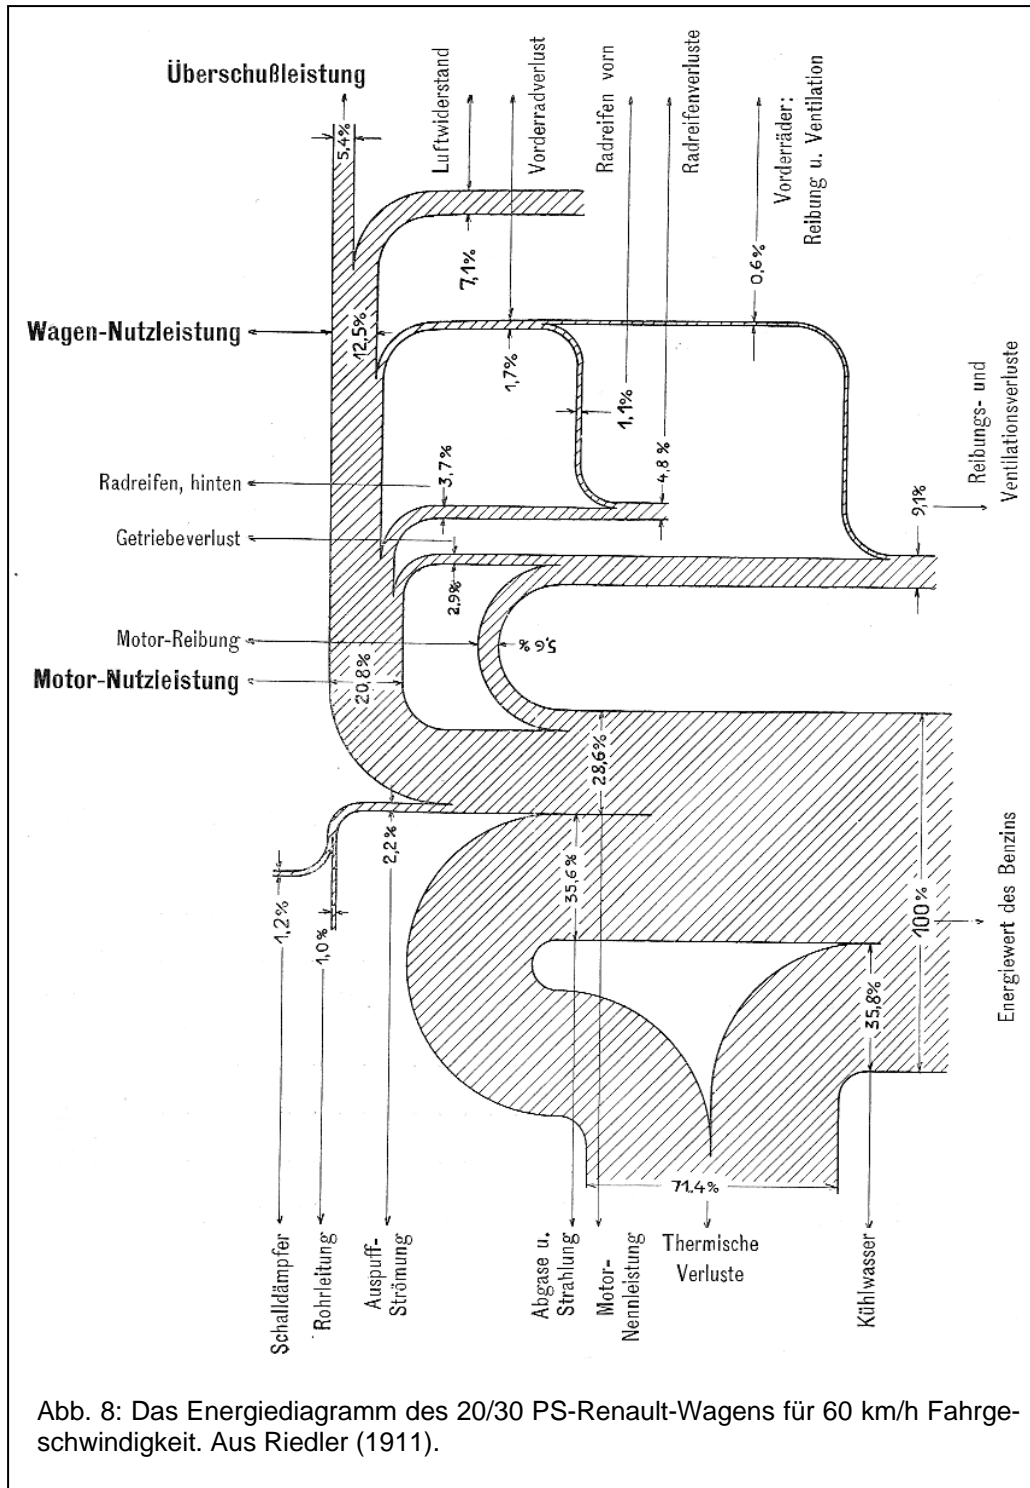 Überschußleistung
5,4%
Luftwiderstand
7,1%
Vorderradverlust
1,7%
Radreifen vorn
1,1%
Radreifenverluste
4,8 %
Vorderräder:
Reibung u. Ventilation
0,6%
Wagen-Nutzleistung
12,5%
Radreifen, hinten
3,7%
Getriebeverlust
2,9%
Reibungs- und
Ventilationsverluste
9,1%
Motor-Reibung
5,6 %
Motor-Nutzleistung
20,8%
28,6%
2,2%
35,6%
1,2%
1,0%
100%
Energiewert des Benzins
35,8%
71,4%
Schalldämpfer
Rohrleitung
Auspuff-
Strömung
Abgase u.
Strahlung
Motor-
Nennleistung
Thermische
Verluste
Kühlwasser
Abb. 8: Das Energiediagramm des 20/30 PS-Renault-Wagens für 60 km/h Fahrge-
schwindigkeit. Aus Riedler (1911).